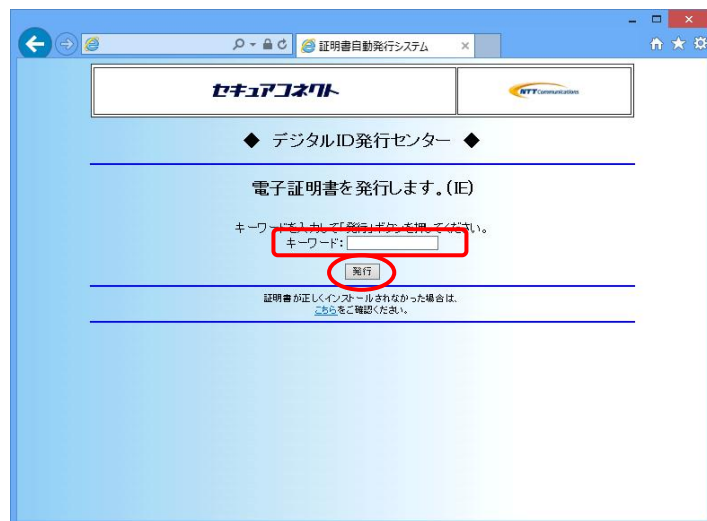 証明書自動発行システム
セキュアコネクト
NTT Communications
◆ デジタルID発行センター ◆
電子証明書を発行します。(IE)
キーワードを入力して「発行」ボタンを押してください。
キーワード:
発行
証明書が正しくインストールされなかった場合は、
こちらをご確認ください。